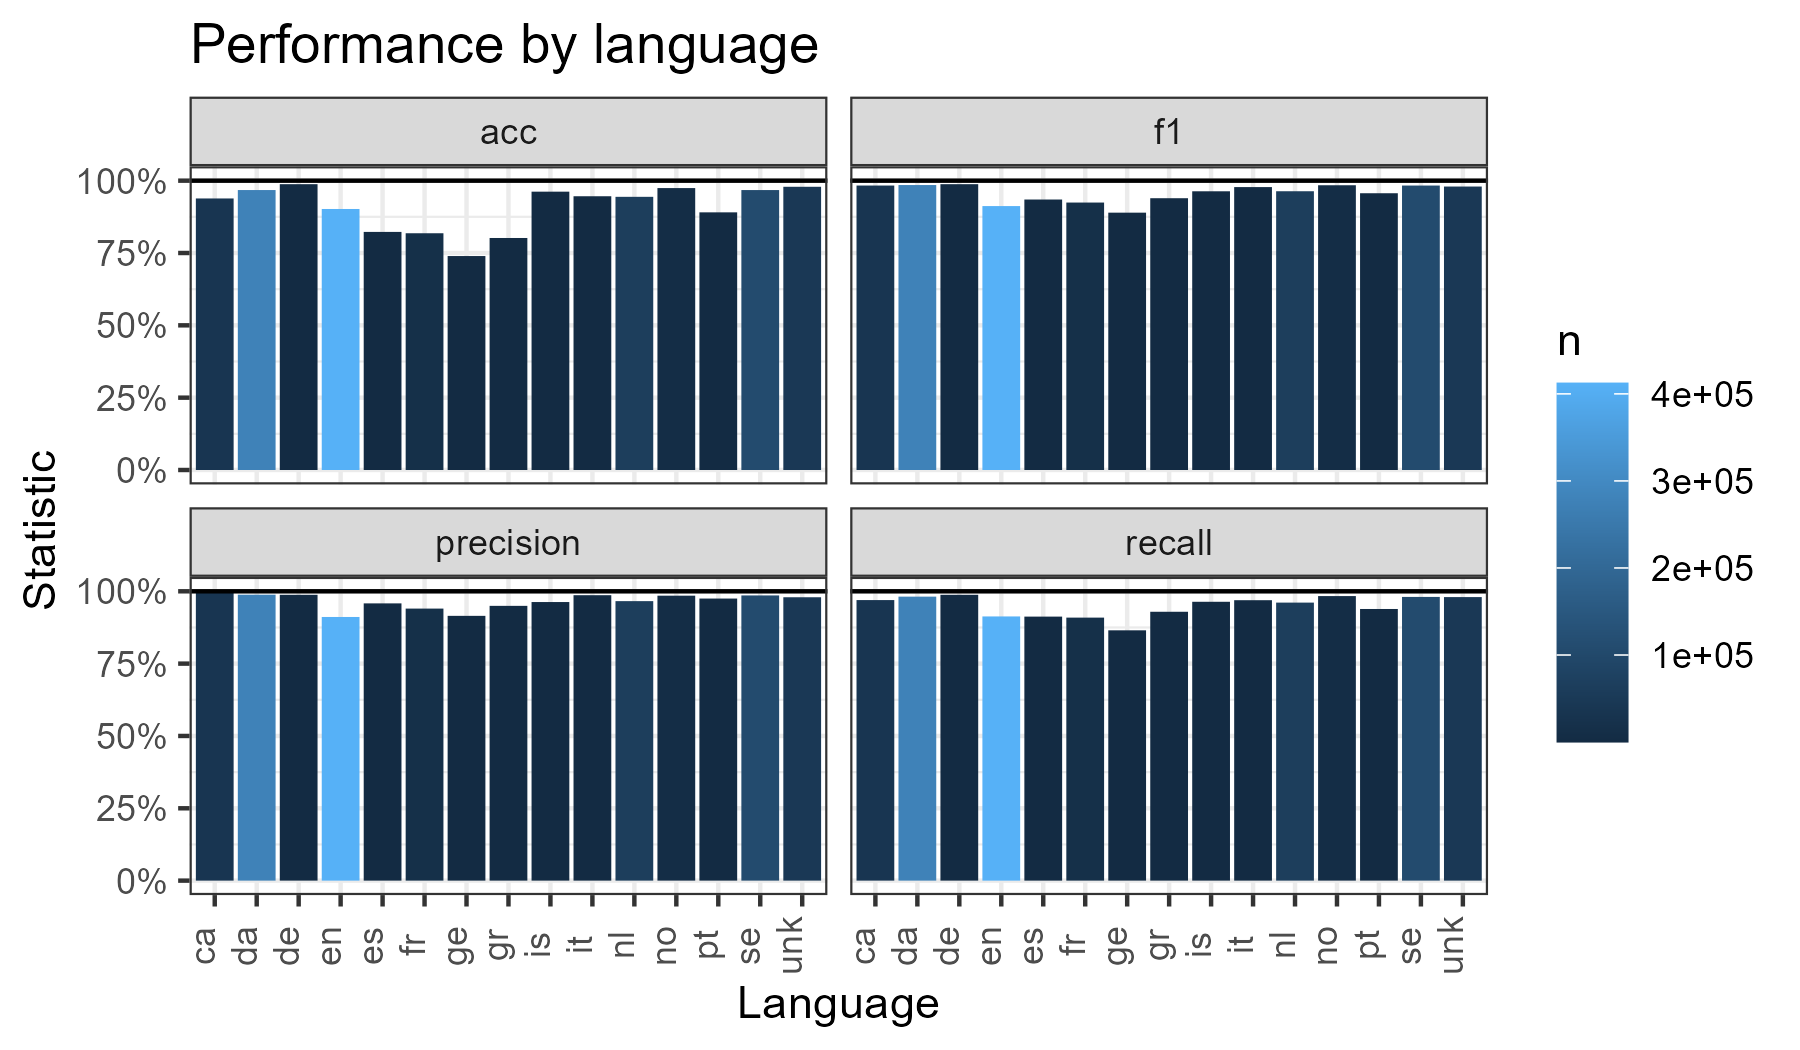 Performance by language
acc
f1
100%
75%
50%
25%
0%
precision
recall
100%
75%
50%
25%
0%
ca da de en es fr ge gr is it nl no pt se unk
ca da de en es fr ge gr is it nl no pt se unk
Language
Statistic
n
4e+05
3e+05
2e+05
1e+05